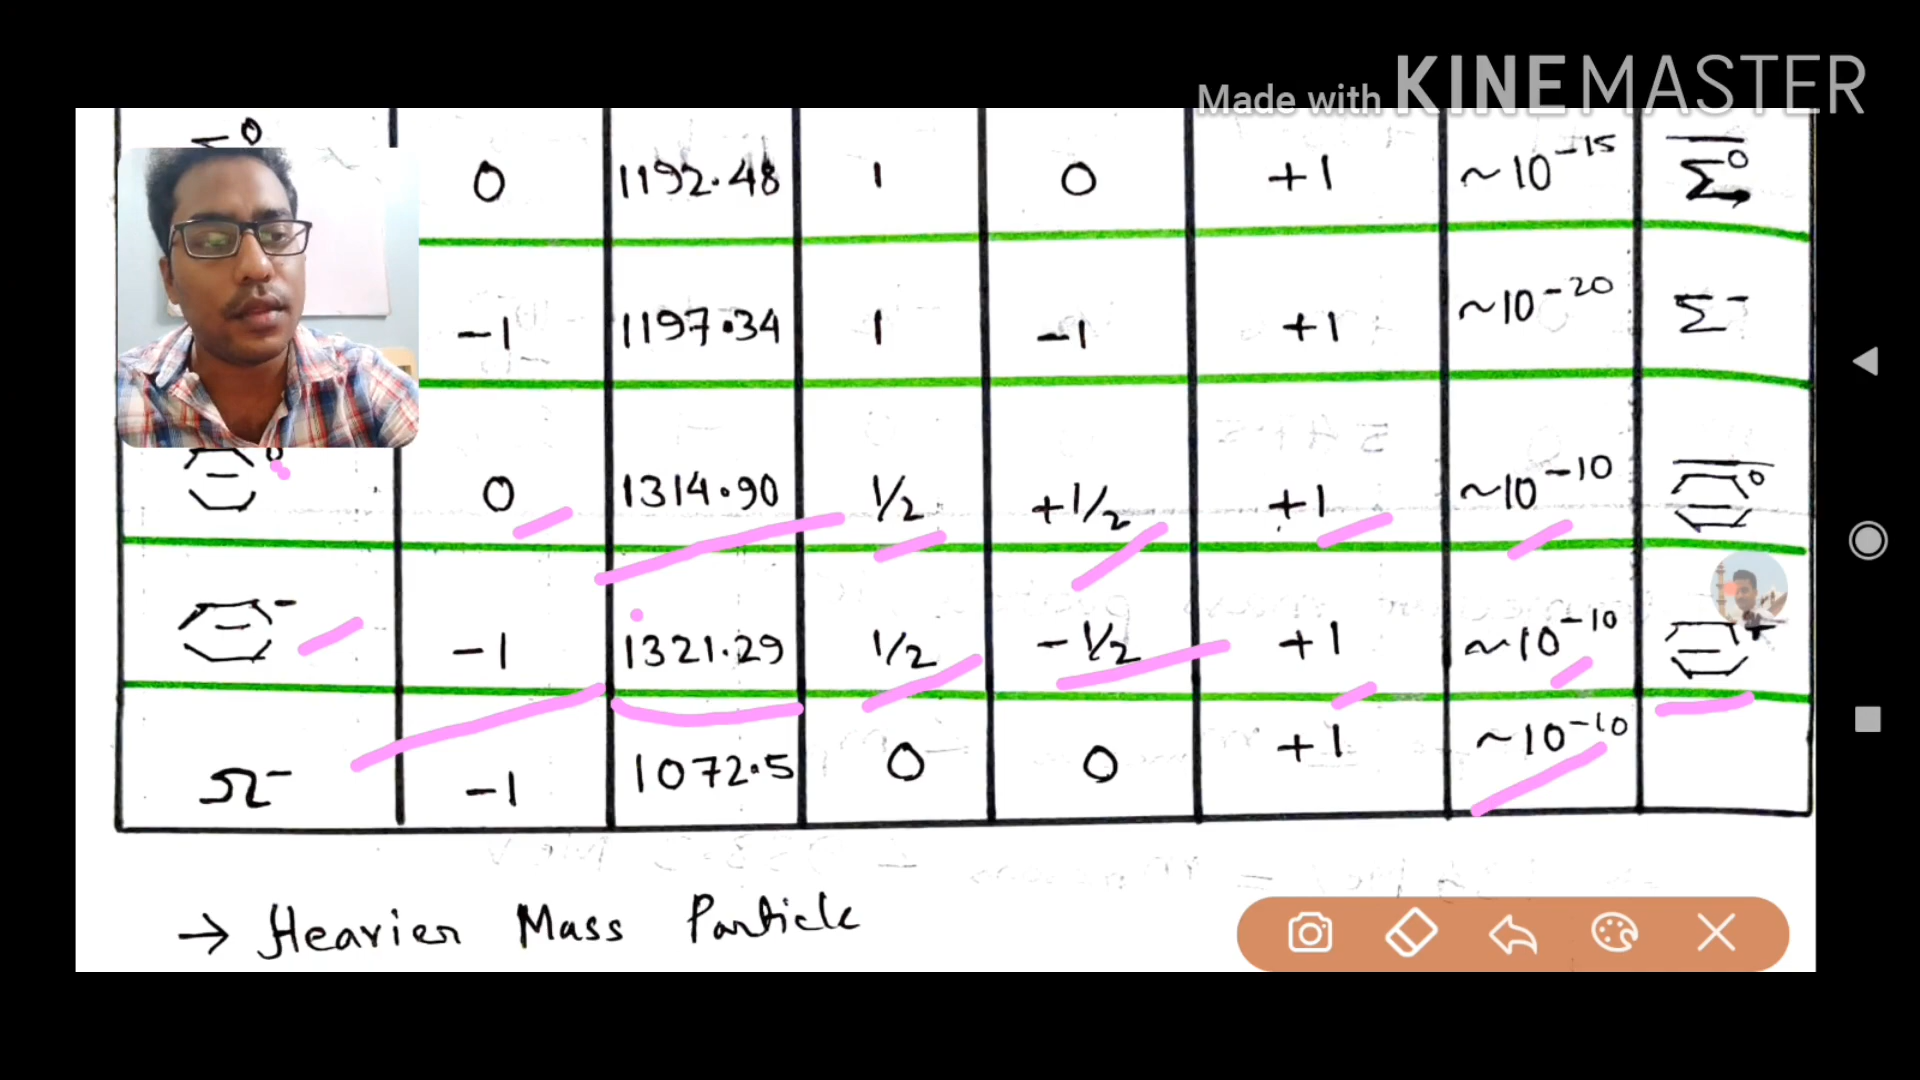 Made with KINEMASTER
Σ⁰ 0 1192.48 1 0 +1 ~10⁻¹⁵ Σ̅⁰
-1 1197.34 1 -1 +1 ~10⁻²⁰ Σ⁻
Ξ⁰ 0 1314.90 1/2 +1/2 +1 ~10⁻¹⁰ Ξ̅⁰
Ξ⁻ -1 1321.29 1/2 -1/2 +1 ~10⁻¹⁰ Ξ⁺
Ω⁻ -1 1072.5 0 0 +1 ~10⁻¹⁰
→ Heavier Mass Particle